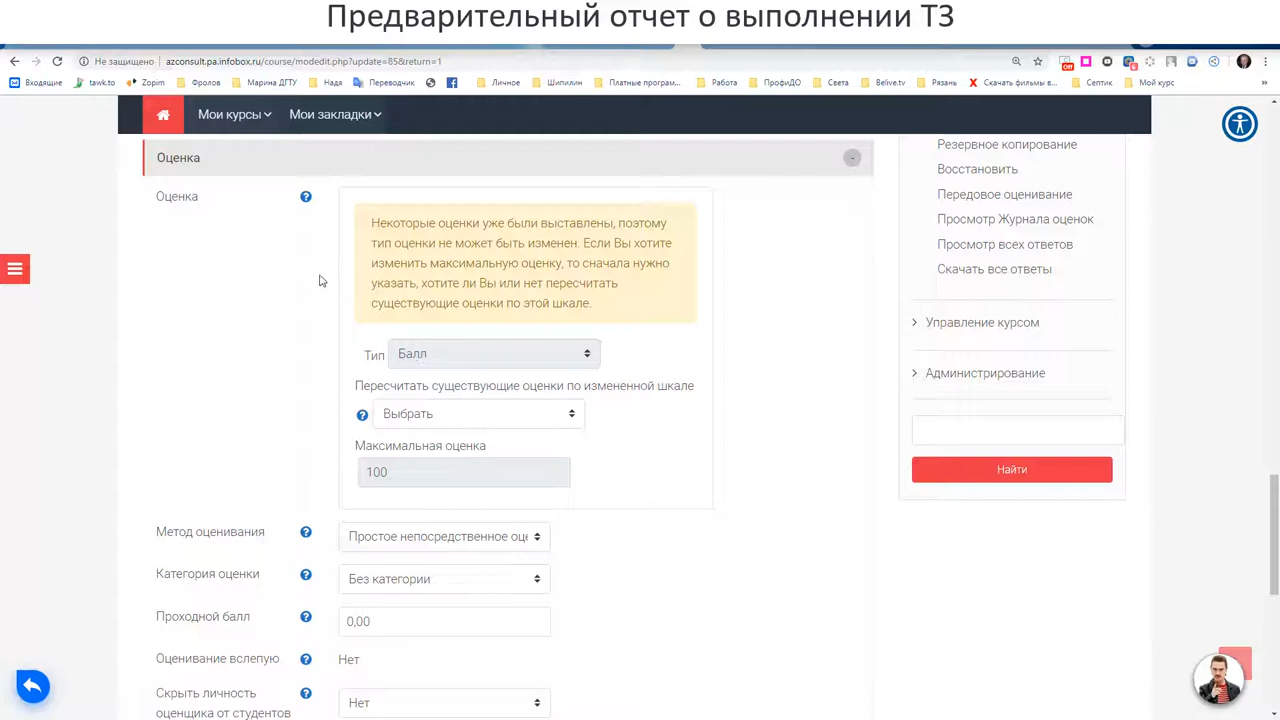 Предварительный отчет о выполнении ТЗ
Не защищено
azconsult.pa.infobox.ru/course/modedit.php?update=85&return=1
Off
Входящие
tawk.to
Zopim
Фролов
Марина ДГТУ
Надя
Переводчик
Личное
Шипилин
Платные програм...
Работа
ПрофиДО
Света
Belive.tv
Рязань
Скачать фильмы в...
Септик
Мой курс
»
Мои курсы
Мои закладки
Оценка
-
Оценка
Некоторые оценки уже были выставлены, поэтому
тип оценки не может быть изменен. Если Вы хотите
изменить максимальную оценку, то сначала нужно
указать, хотите ли Вы или нет пересчитать
существующие оценки по этой шкале.
Тип
Балл
Пересчитать существующие оценки по измененной шкале
Выбрать
Максимальная оценка
100
Метод оценивания
Простое непосредственное оце
Категория оценки
Без категории
Проходной балл
0,00
Оценивание вслепую
Нет
Скрыть личность
оценщика от студентов
Нет
Резервное копирование
Восстановить
Передовое оценивание
Просмотр Журнала оценок
Просмотр всех ответов
Скачать все ответы
Управление курсом
Администрирование
Найти